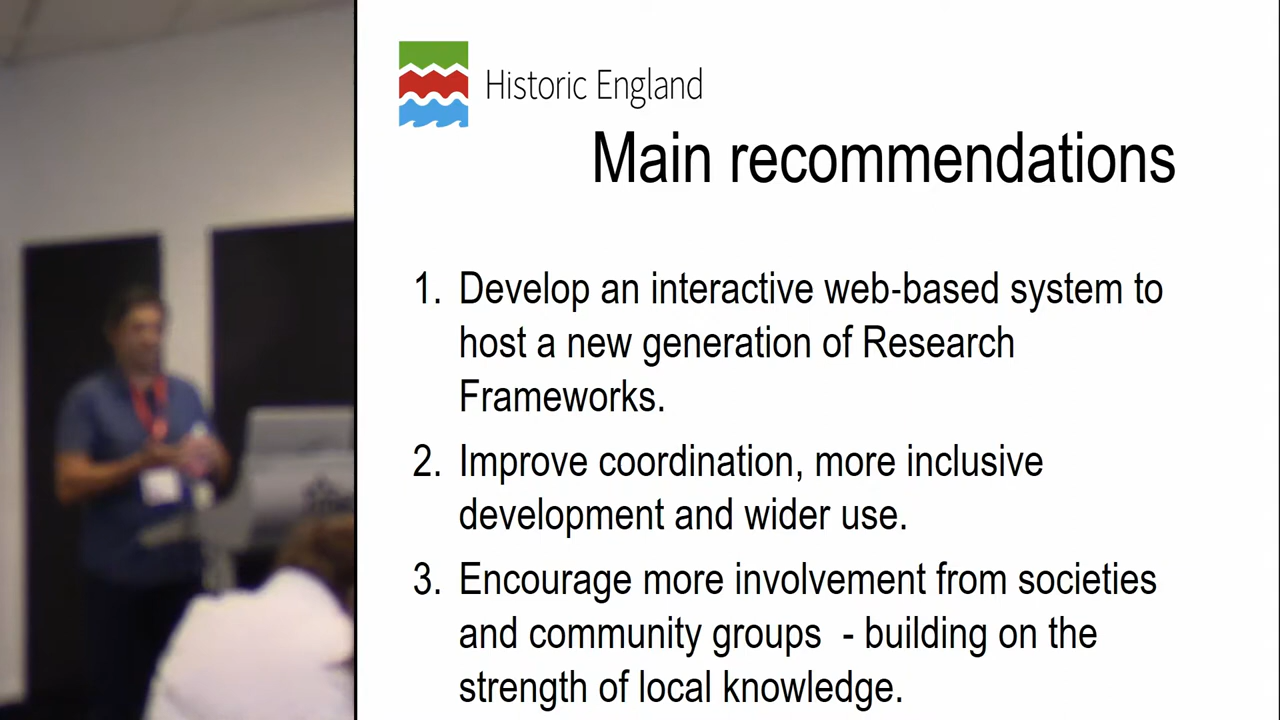 Historic England
Main recommendations
1. Develop an interactive web-based system to
host a new generation of Research
Frameworks.
2. Improve coordination, more inclusive
development and wider use.
3. Encourage more involvement from societies
and community groups - building on the
strength of local knowledge.